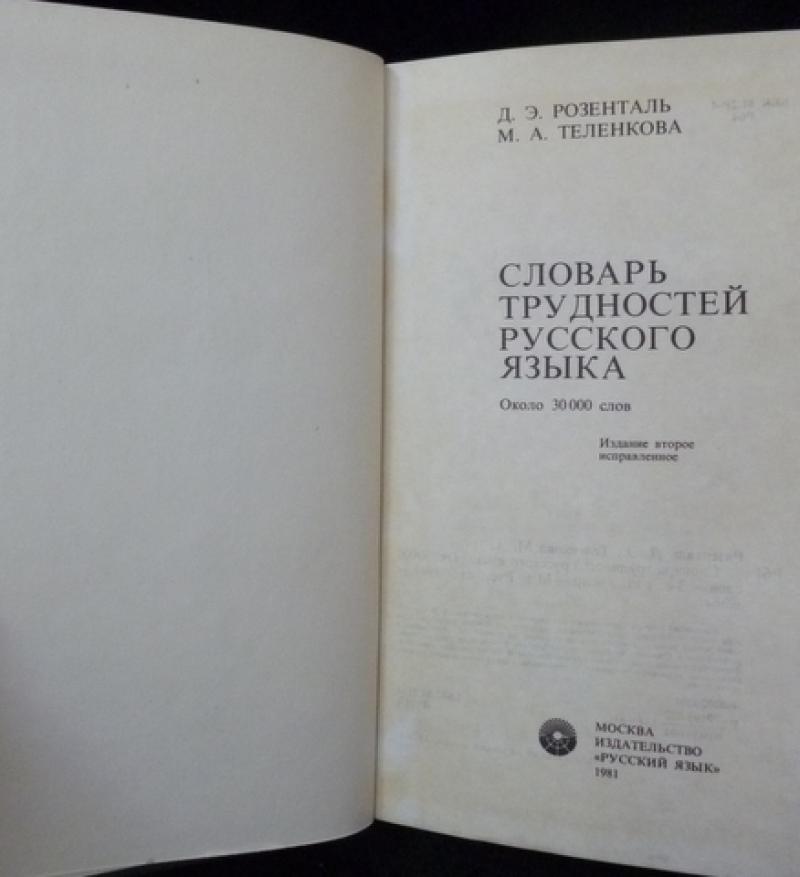 Д. Э. РОЗЕНТАЛЬ
М. А. ТЕЛЕНКОВА
СЛОВАРЬ
ТРУДНОСТЕЙ
РУССКОГО
ЯЗЫКА
Около 30 000 слов
Издание второе
исправленное
МОСКВА
ИЗДАТЕЛЬСТВО
«РУССКИЙ ЯЗЫК»
1981